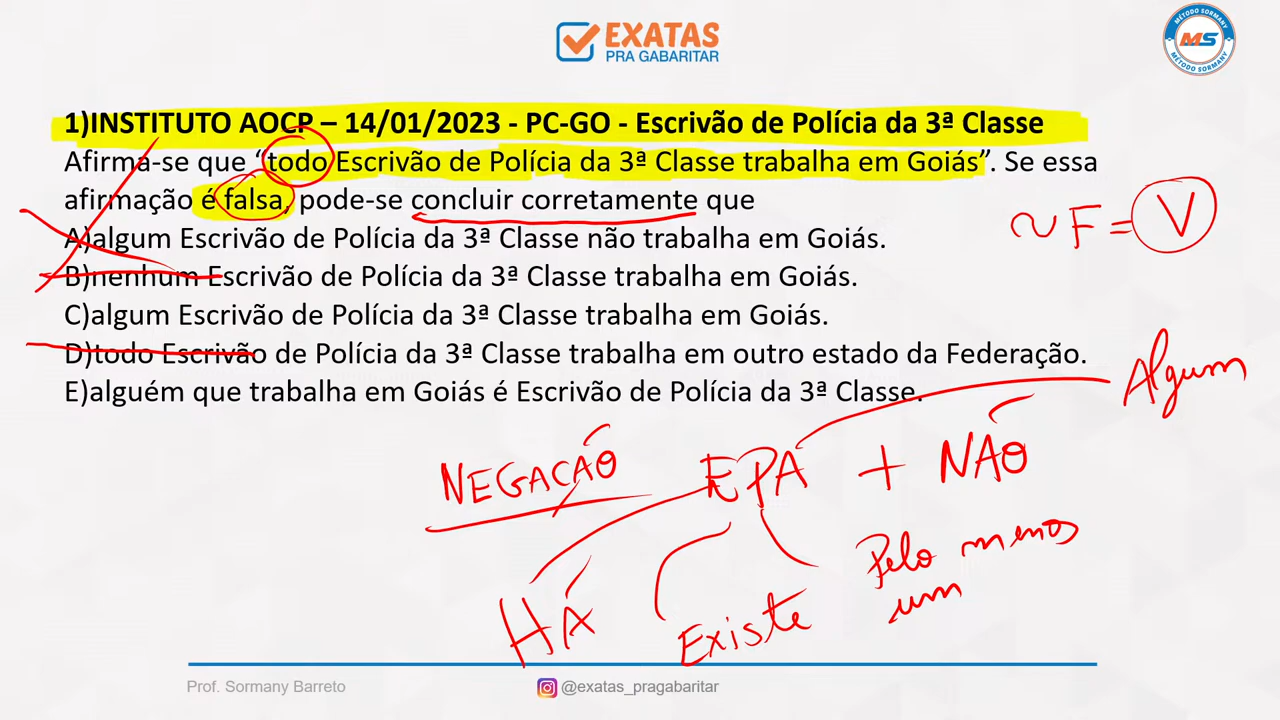 EXATAS
PRA GABARITAR
MÉTODO SORMANY
MS
MÉTODO SORMANY
1)INSTITUTO AOCP – 14/01/2023 - PC-GO - Escrivão de Polícia da 3ª Classe
Afirma-se que “todo Escrivão de Polícia da 3ª Classe trabalha em Goiás”. Se essa
afirmação é falsa, pode-se concluir corretamente que
A)algum Escrivão de Polícia da 3ª Classe não trabalha em Goiás.
B)nenhum Escrivão de Polícia da 3ª Classe trabalha em Goiás.
C)algum Escrivão de Polícia da 3ª Classe trabalha em Goiás.
D)todo Escrivão de Polícia da 3ª Classe trabalha em outro estado da Federação.
E)alguém que trabalha em Goiás é Escrivão de Polícia da 3ª Classe.
~ F = V
Algum
NEGAÇÃO EPA + NÃO
Pelo menos
um
HÁ
Existe
Prof. Sormany Barreto
@exatas_pragabaritar